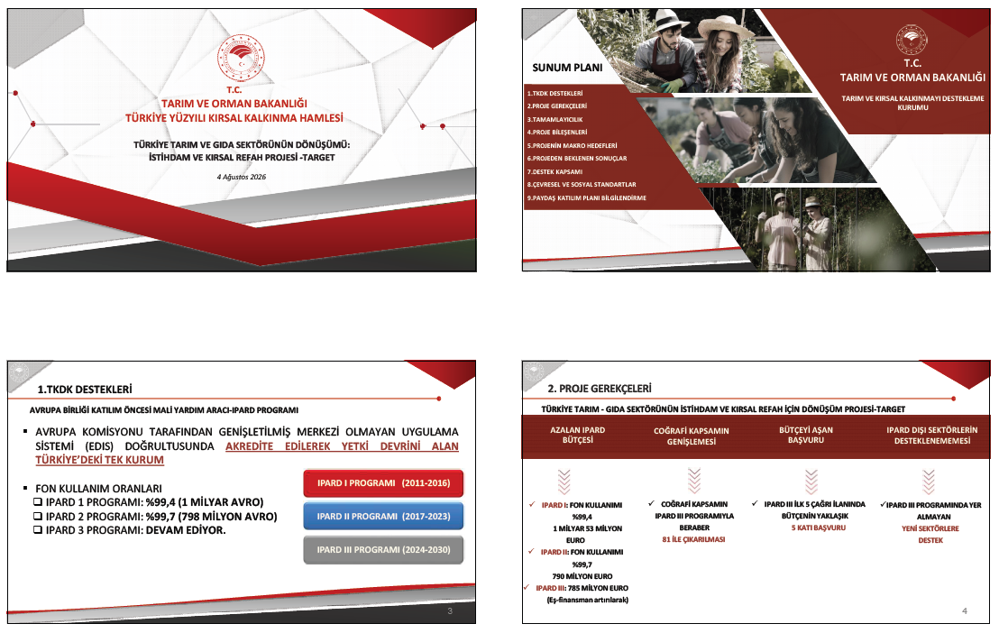 T.C.
TARIM VE ORMAN BAKANLIĞI
TÜRKİYE YÜZYILI KIRSAL KALKINMA HAMLESİ
TÜRKİYE TARIM VE GIDA SEKTÖRÜNÜN DÖNÜŞÜMÜ:
İSTİHDAM VE KIRSAL REFAH PROJESİ -TARGET
4 Ağustos 2026
SUNUM PLANI
1.TKDK DESTEKLERİ
2.PROJE GEREKÇELERİ
3.TAMAMLAYICILIK
4.PROJE BİLEŞENLERİ
5.PROJENİN MAKRO HEDEFLERİ
6.PROJEDEN BEKLENEN SONUÇLAR
7.DESTEK KAPSAMI
8.ÇEVRESEL VE SOSYAL STANDARTLAR
9.PAYDAŞ KATILIM PLANI BİLGİLENDİRME
T.C.
TARIM VE ORMAN BAKANLIĞI
TARIM VE KIRSAL KALKINMAYI DESTEKLEME
KURUMU
1.TKDK DESTEKLERİ
AVRUPA BİRLİĞİ KATILIM ÖNCESİ MALİ YARDIM ARACI-IPARD PROGRAMI
▪ AVRUPA KOMİSYONU TARAFINDAN GENİŞLETİLMİŞ MERKEZİ OLMAYAN UYGULAMA
SİSTEMİ (EDIS) DOĞRULTUSUNDA AKREDİTE EDİLEREK YETKİ DEVRİNİ ALAN
TÜRKİYE'DEKİ TEK KURUM
▪ FON KULLANIM ORANLARI
❑ IPARD 1 PROGRAMI: %99,4 (1 MİLYAR AVRO)
❑ IPARD 2 PROGRAMI: %99,7 (798 MİLYON AVRO)
❑ IPARD 3 PROGRAMI: DEVAM EDİYOR.
IPARD I PROGRAMI (2011-2016)
IPARD II PROGRAMI (2017-2023)
IPARD III PROGRAMI (2024-2030)
3
2. PROJE GEREKÇELERİ
TÜRKİYE TARIM - GIDA SEKTÖRÜNÜN İSTİHDAM VE KIRSAL REFAH İÇİN DÖNÜŞÜM PROJESİ-TARGET
AZALAN IPARD
BÜTÇESİ
✓ IPARD I: FON KULLANIMI
%99,4
1 MİLYAR 53 MİLYON
EURO
✓ IPARD II: FON KULLANIMI
%99,7
790 MİLYON EURO
✓ IPARD III: 785 MİLYON EURO
(Eş-finansman artırılarak)
COĞRAFİ KAPSAMIN
GENİŞLEMESİ
✓ COĞRAFİ KAPSAMIN
IPARD III PROGRAMIYLA
BERABER
81 İLE ÇIKARILMASI
BÜTÇEYİ AŞAN
BAŞVURU
✓ IPARD III İLK 5 ÇAĞRI İLANINDA
BÜTÇENİN YAKLAŞIK
5 KATI BAŞVURU
IPARD DIŞI SEKTÖRLERİN
DESTEKLENEMEMESİ
✓IPARD III PROGRAMINDA YER
ALMAYAN
YENİ SEKTÖRLERE
DESTEK
4